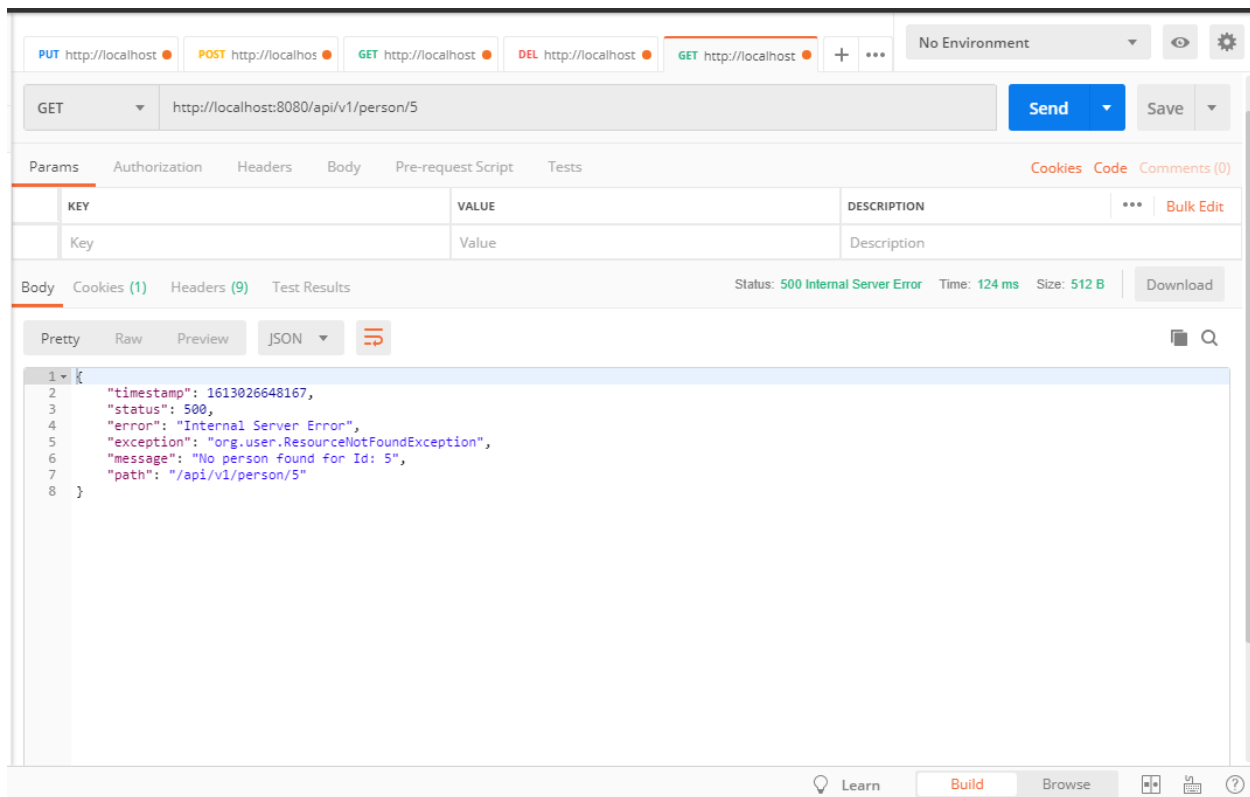 PUT http://localhost POST http://localhos GET http://localhost DEL http://localhost GET http://localhost + ••• No Environment
GET http://localhost:8080/api/v1/person/5 Send Save
Params Authorization Headers Body Pre-request Script Tests Cookies Code Comments (0)
KEY VALUE DESCRIPTION ••• Bulk Edit
Key Value Description
Body Cookies (1) Headers (9) Test Results Status: 500 Internal Server Error Time: 124 ms Size: 512 B Download
Pretty Raw Preview JSON
1 {
2 "timestamp": 1613026648167,
3 "status": 500,
4 "error": "Internal Server Error",
5 "exception": "org.user.ResourceNotFoundException",
6 "message": "No person found for Id: 5",
7 "path": "/api/v1/person/5"
8 }
Learn Build Browse ?